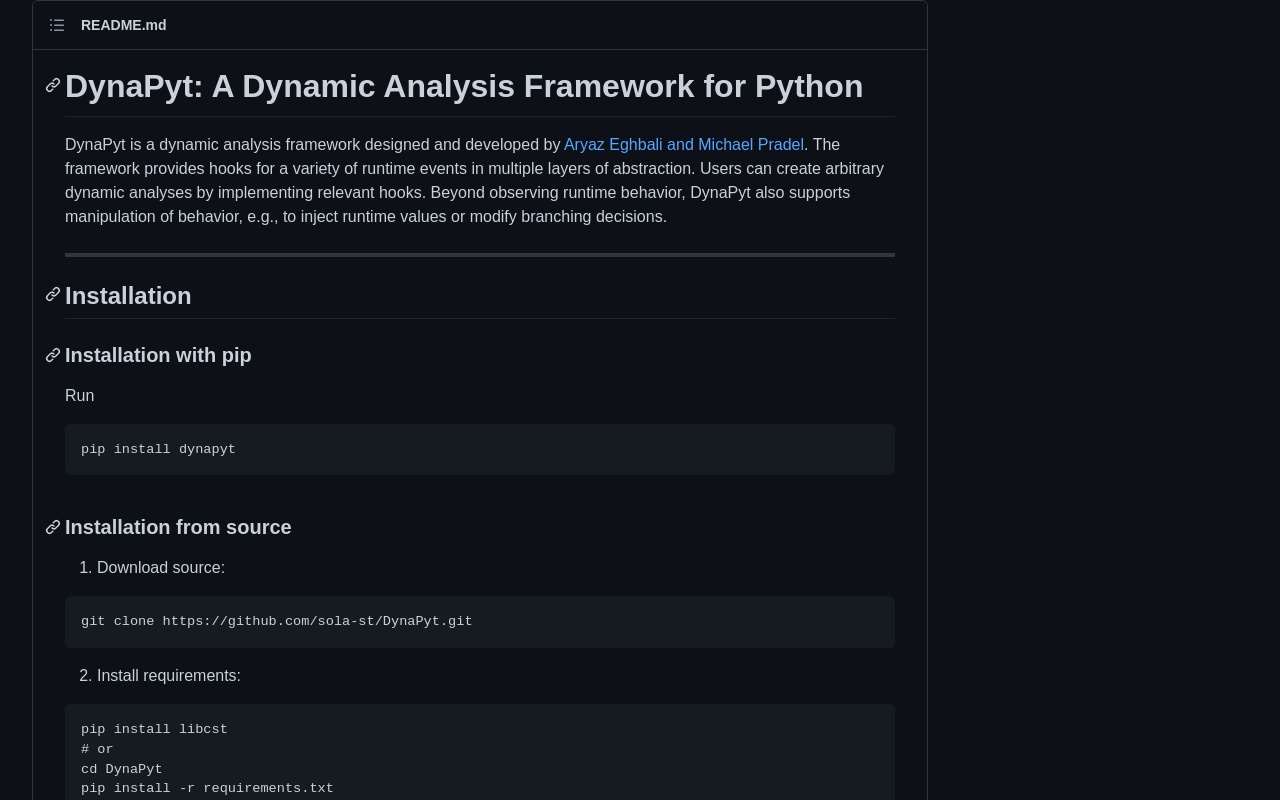 README.md
DynaPyt: A Dynamic Analysis Framework for Python
DynaPyt is a dynamic analysis framework designed and developed by Aryaz Eghbali and Michael Pradel. The
framework provides hooks for a variety of runtime events in multiple layers of abstraction. Users can create arbitrary
dynamic analyses by implementing relevant hooks. Beyond observing runtime behavior, DynaPyt also supports
manipulation of behavior, e.g., to inject runtime values or modify branching decisions.
Installation
Installation with pip
Run
pip install dynapyt
Installation from source
1. Download source:
git clone https://github.com/sola-st/DynaPyt.git
2. Install requirements:
pip install libcst
# or
cd DynaPyt
pip install -r requirements.txt